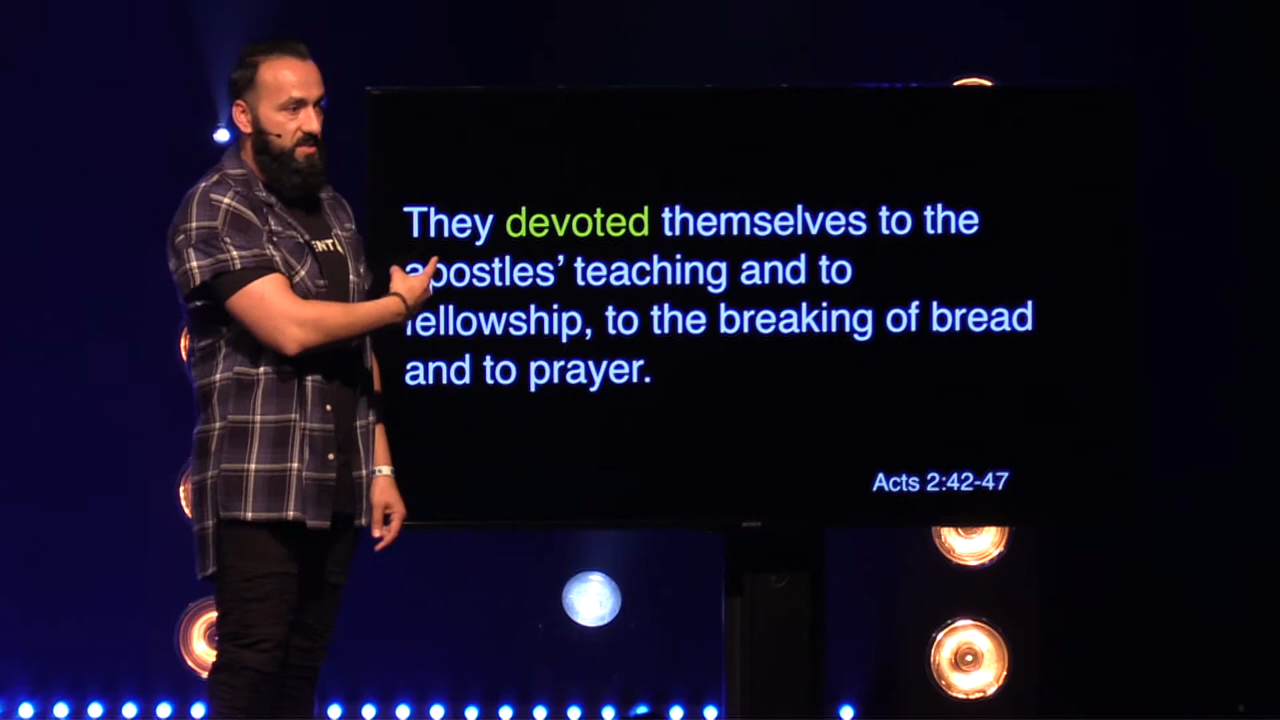 They devoted themselves to the
apostles' teaching and to
fellowship, to the breaking of bread
and to prayer.
Acts 2:42-47
SONY